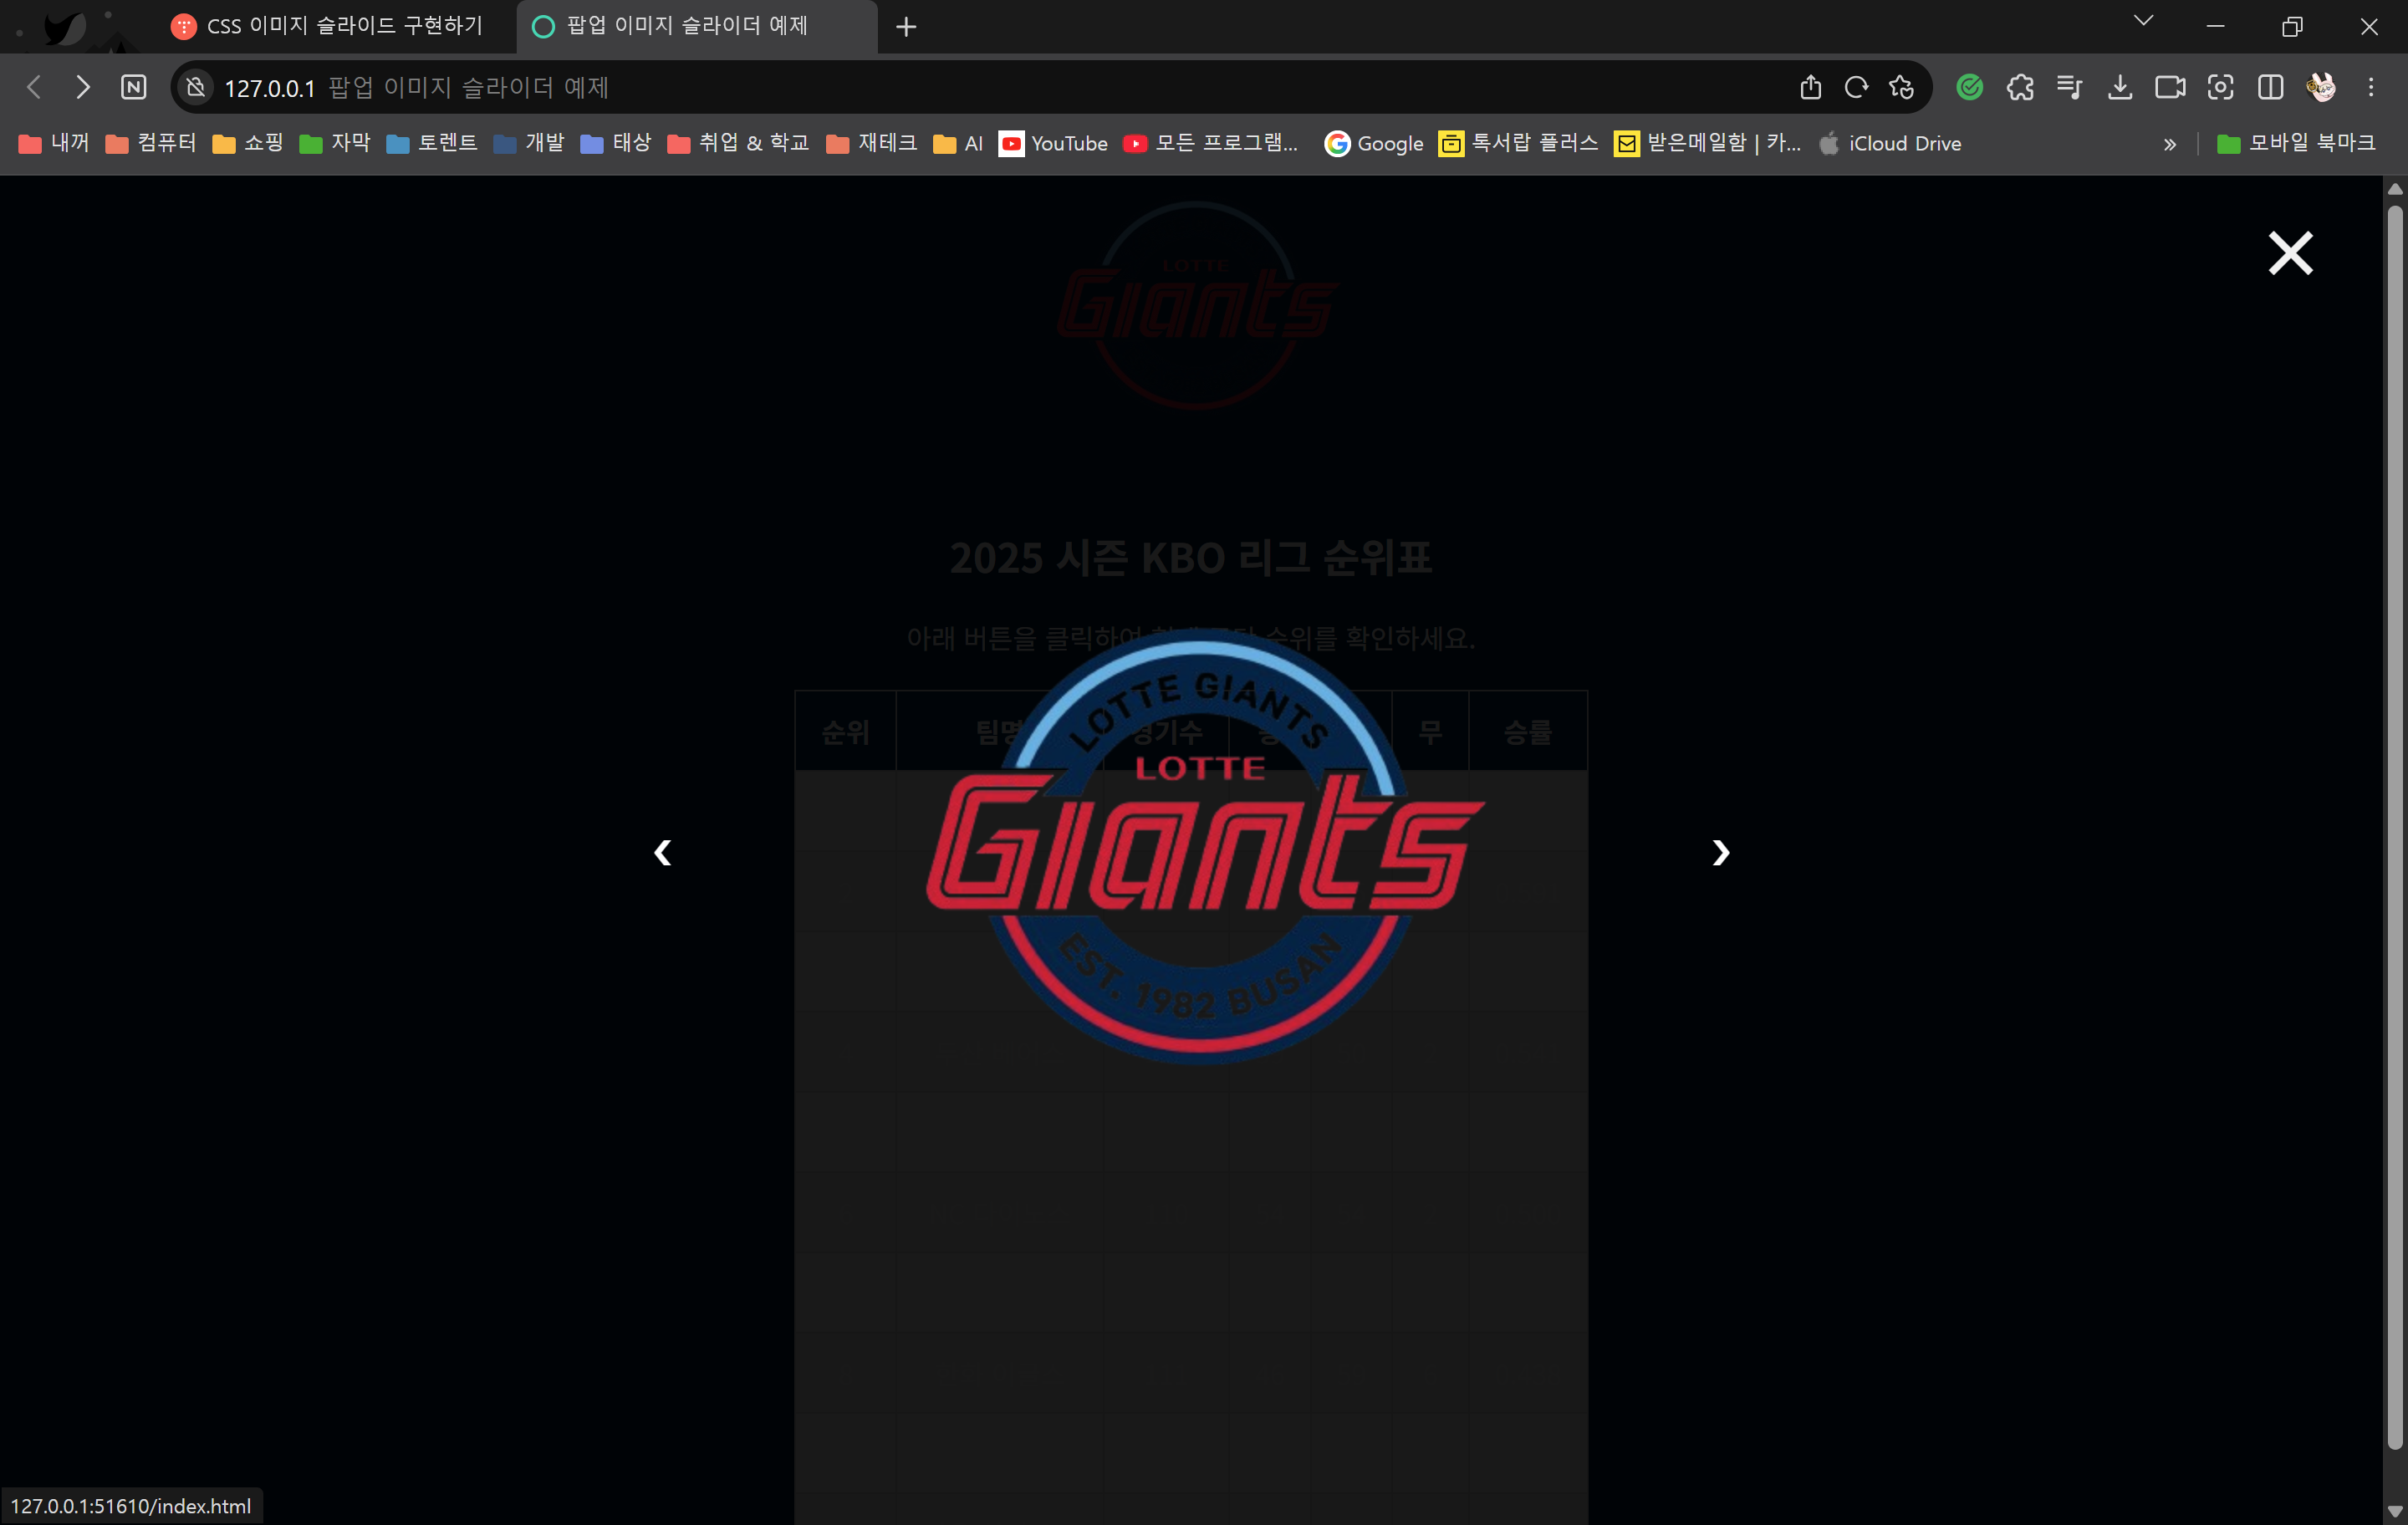 CSS 이미지 슬라이드 구현하기
팝업 이미지 슬라이더 예제
127.0.0.1 팝업 이미지 슬라이더 예제
내꺼 컴퓨터 쇼핑 자막 토렌트 개발 태상 취업 & 학교 재테크 AI YouTube 모든 프로그램... Google 톡서랍 플러스 받은메일함 | 카... iCloud Drive » 모바일 북마크
LOTTE
Giants
2025 시즌 KBO 리그 순위표
아래 버튼을 클릭하여 순위를 확인하세요.
순위 팀명 경기수 무 승률
LOTTE GIANTS
LOTTE
Giants
EST. 1982 BUSAN
127.0.0.1:51610/index.html